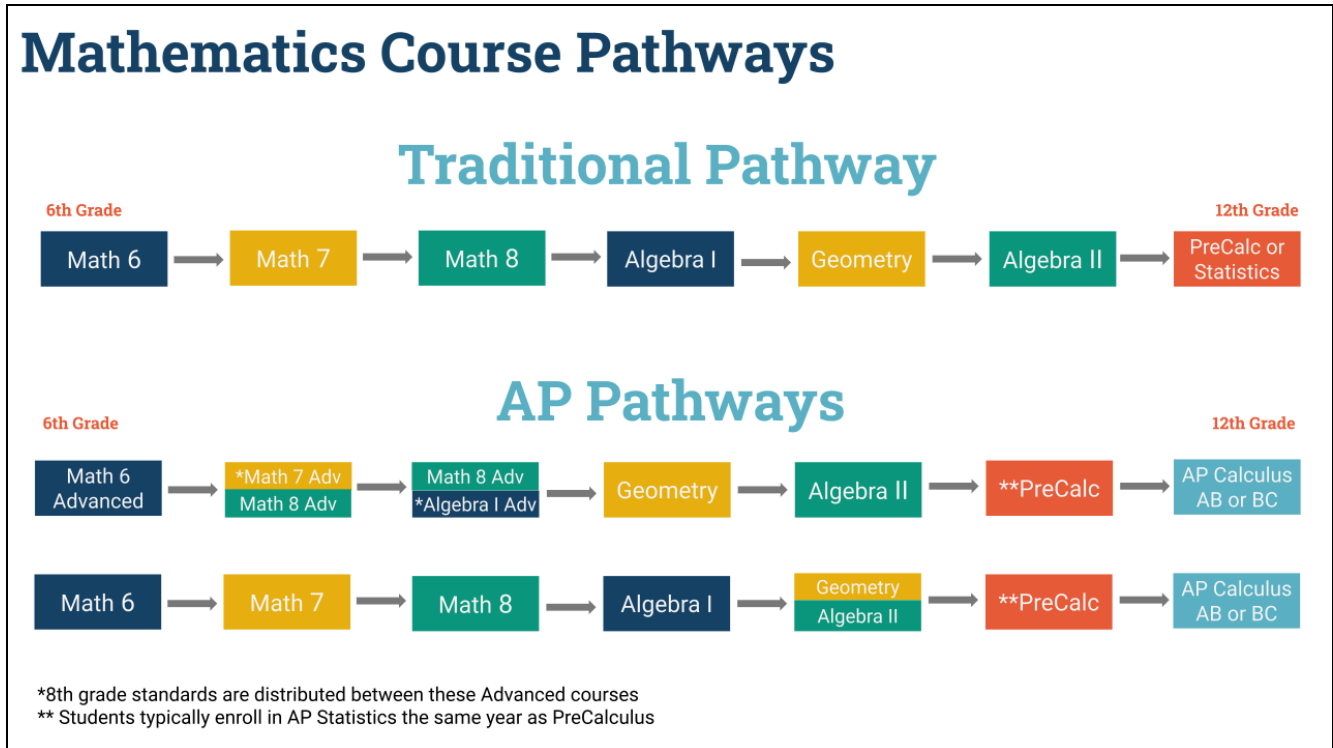 Mathematics Course Pathways
Traditional Pathway
6th Grade
12th Grade
Math 6
Math 7
Math 8
Algebra I
Geometry
Algebra II
PreCalc or
Statistics
AP Pathways
6th Grade
12th Grade
Math 6
Advanced
*Math 7 Adv
Math 8 Adv
Math 8 Adv
*Algebra I Adv
Geometry
Algebra II
**PreCalc
AP Calculus
AB or BC
Math 6
Math 7
Math 8
Algebra I
Geometry
Algebra II
**PreCalc
AP Calculus
AB or BC
*8th grade standards are distributed between these Advanced courses
** Students typically enroll in AP Statistics the same year as PreCalculus